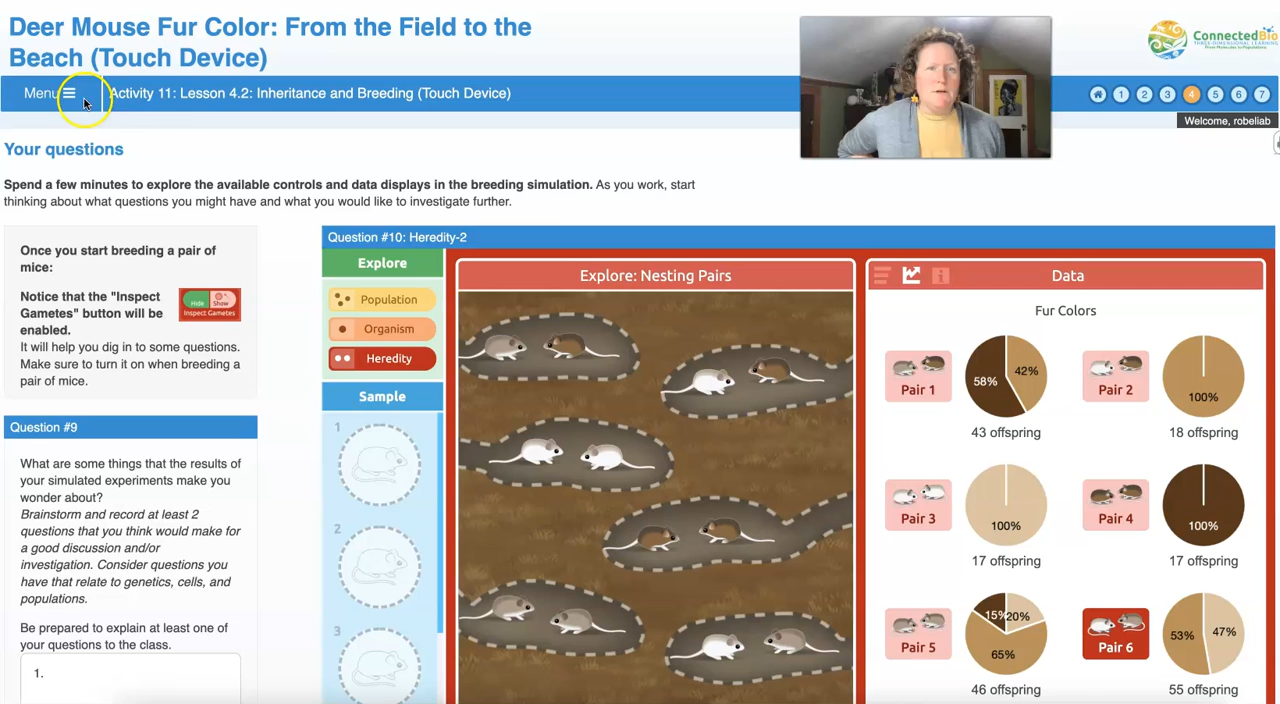 Deer Mouse Fur Color: From the Field to the
Beach (Touch Device)
ConnectedBio
Menu
Activity 11: Lesson 4.2: Inheritance and Breeding (Touch Device)
1 2 3 4 5 6 7
Welcome, robeliab
Your questions
Spend a few minutes to explore the available controls and data displays in the breeding simulation. As you work, start
thinking about what questions you might have and what you would like to investigate further.
Once you start breeding a pair of
mice:
Notice that the "Inspect
Gametes" button will be
enabled.
Hide Show
Inspect Gametes
It will help you dig in to some questions.
Make sure to turn it on when breeding a
pair of mice.
Question #9
What are some things that the results of
your simulated experiments make you
wonder about?
Brainstorm and record at least 2
questions that you think would make for
a good discussion and/or
investigation. Consider questions you
have that relate to genetics, cells, and
populations.
Be prepared to explain at least one of
your questions to the class.
1.
Question #10: Heredity-2
Explore
Population
Organism
Heredity
Sample
1
2
3
Explore: Nesting Pairs
Data
Fur Colors
Pair 1
58%
42%
43 offspring
Pair 2
100%
18 offspring
Pair 3
100%
17 offspring
Pair 4
100%
17 offspring
Pair 5
15%
20%
65%
46 offspring
Pair 6
53%
47%
55 offspring